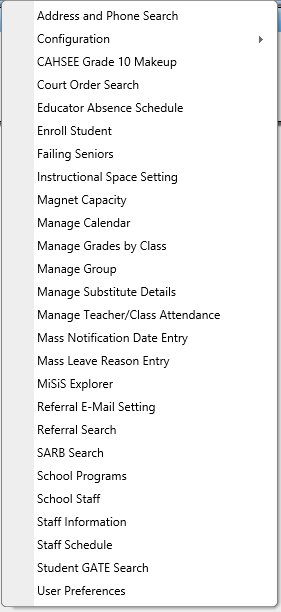 Address and Phone Search
Configuration
CAHSEE Grade 10 Makeup
Court Order Search
Educator Absence Schedule
Enroll Student
Failing Seniors
Instructional Space Setting
Magnet Capacity
Manage Calendar
Manage Grades by Class
Manage Group
Manage Substitute Details
Manage Teacher/Class Attendance
Mass Notification Date Entry
Mass Leave Reason Entry
MiSiS Explorer
Referral E-Mail Setting
Referral Search
SARB Search
School Programs
School Staff
Staff Information
Staff Schedule
Student GATE Search
User Preferences